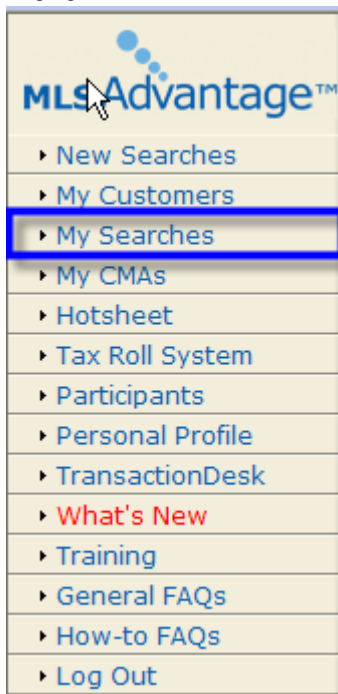 MLSAdvantage™
New Searches
My Customers
My Searches
My CMAs
Hotsheet
Tax Roll System
Participants
Personal Profile
TransactionDesk
What's New
Training
General FAQs
How-to FAQs
Log Out